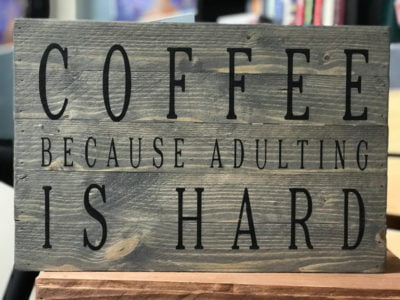 COFFEE
BECAUSE ADULTING
IS HARD